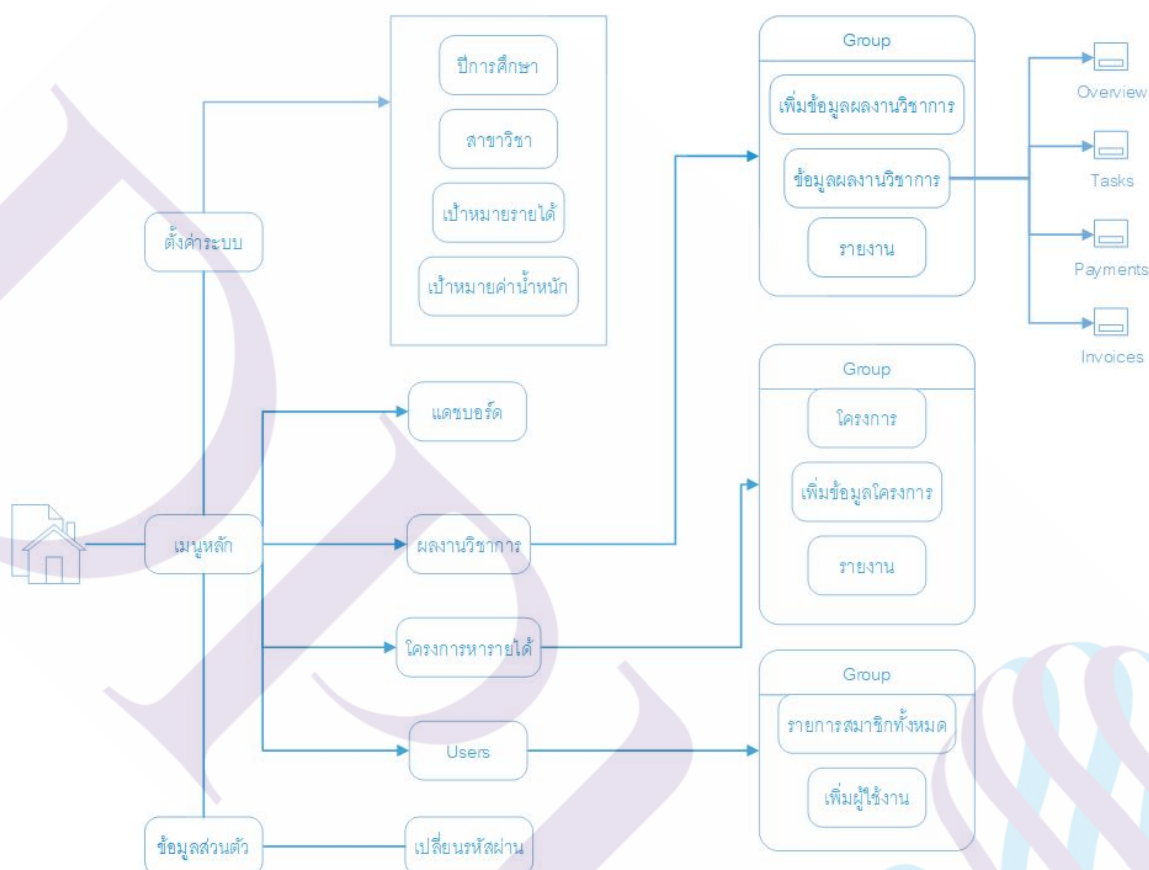 ปีการศึกษา
สาขาวิชา
เป้าหมายรายได้
เป้าหมายค่าน้ำหนัก
ตั้งค่าระบบ
แดชบอร์ด
เมนูหลัก
ผลงานวิชาการ
โครงการหารายได้
Users
ข้อมูลส่วนตัว
เปลี่ยนรหัสผ่าน
Group
เพิ่มข้อมูลผลงานวิชาการ
ข้อมูลผลงานวิชาการ
รายงาน
Overview
Tasks
Payments
Invoices
Group
โครงการ
เพิ่มข้อมูลโครงการ
รายงาน
Group
รายการสมาชิกทั้งหมด
เพิ่มผู้ใช้งาน